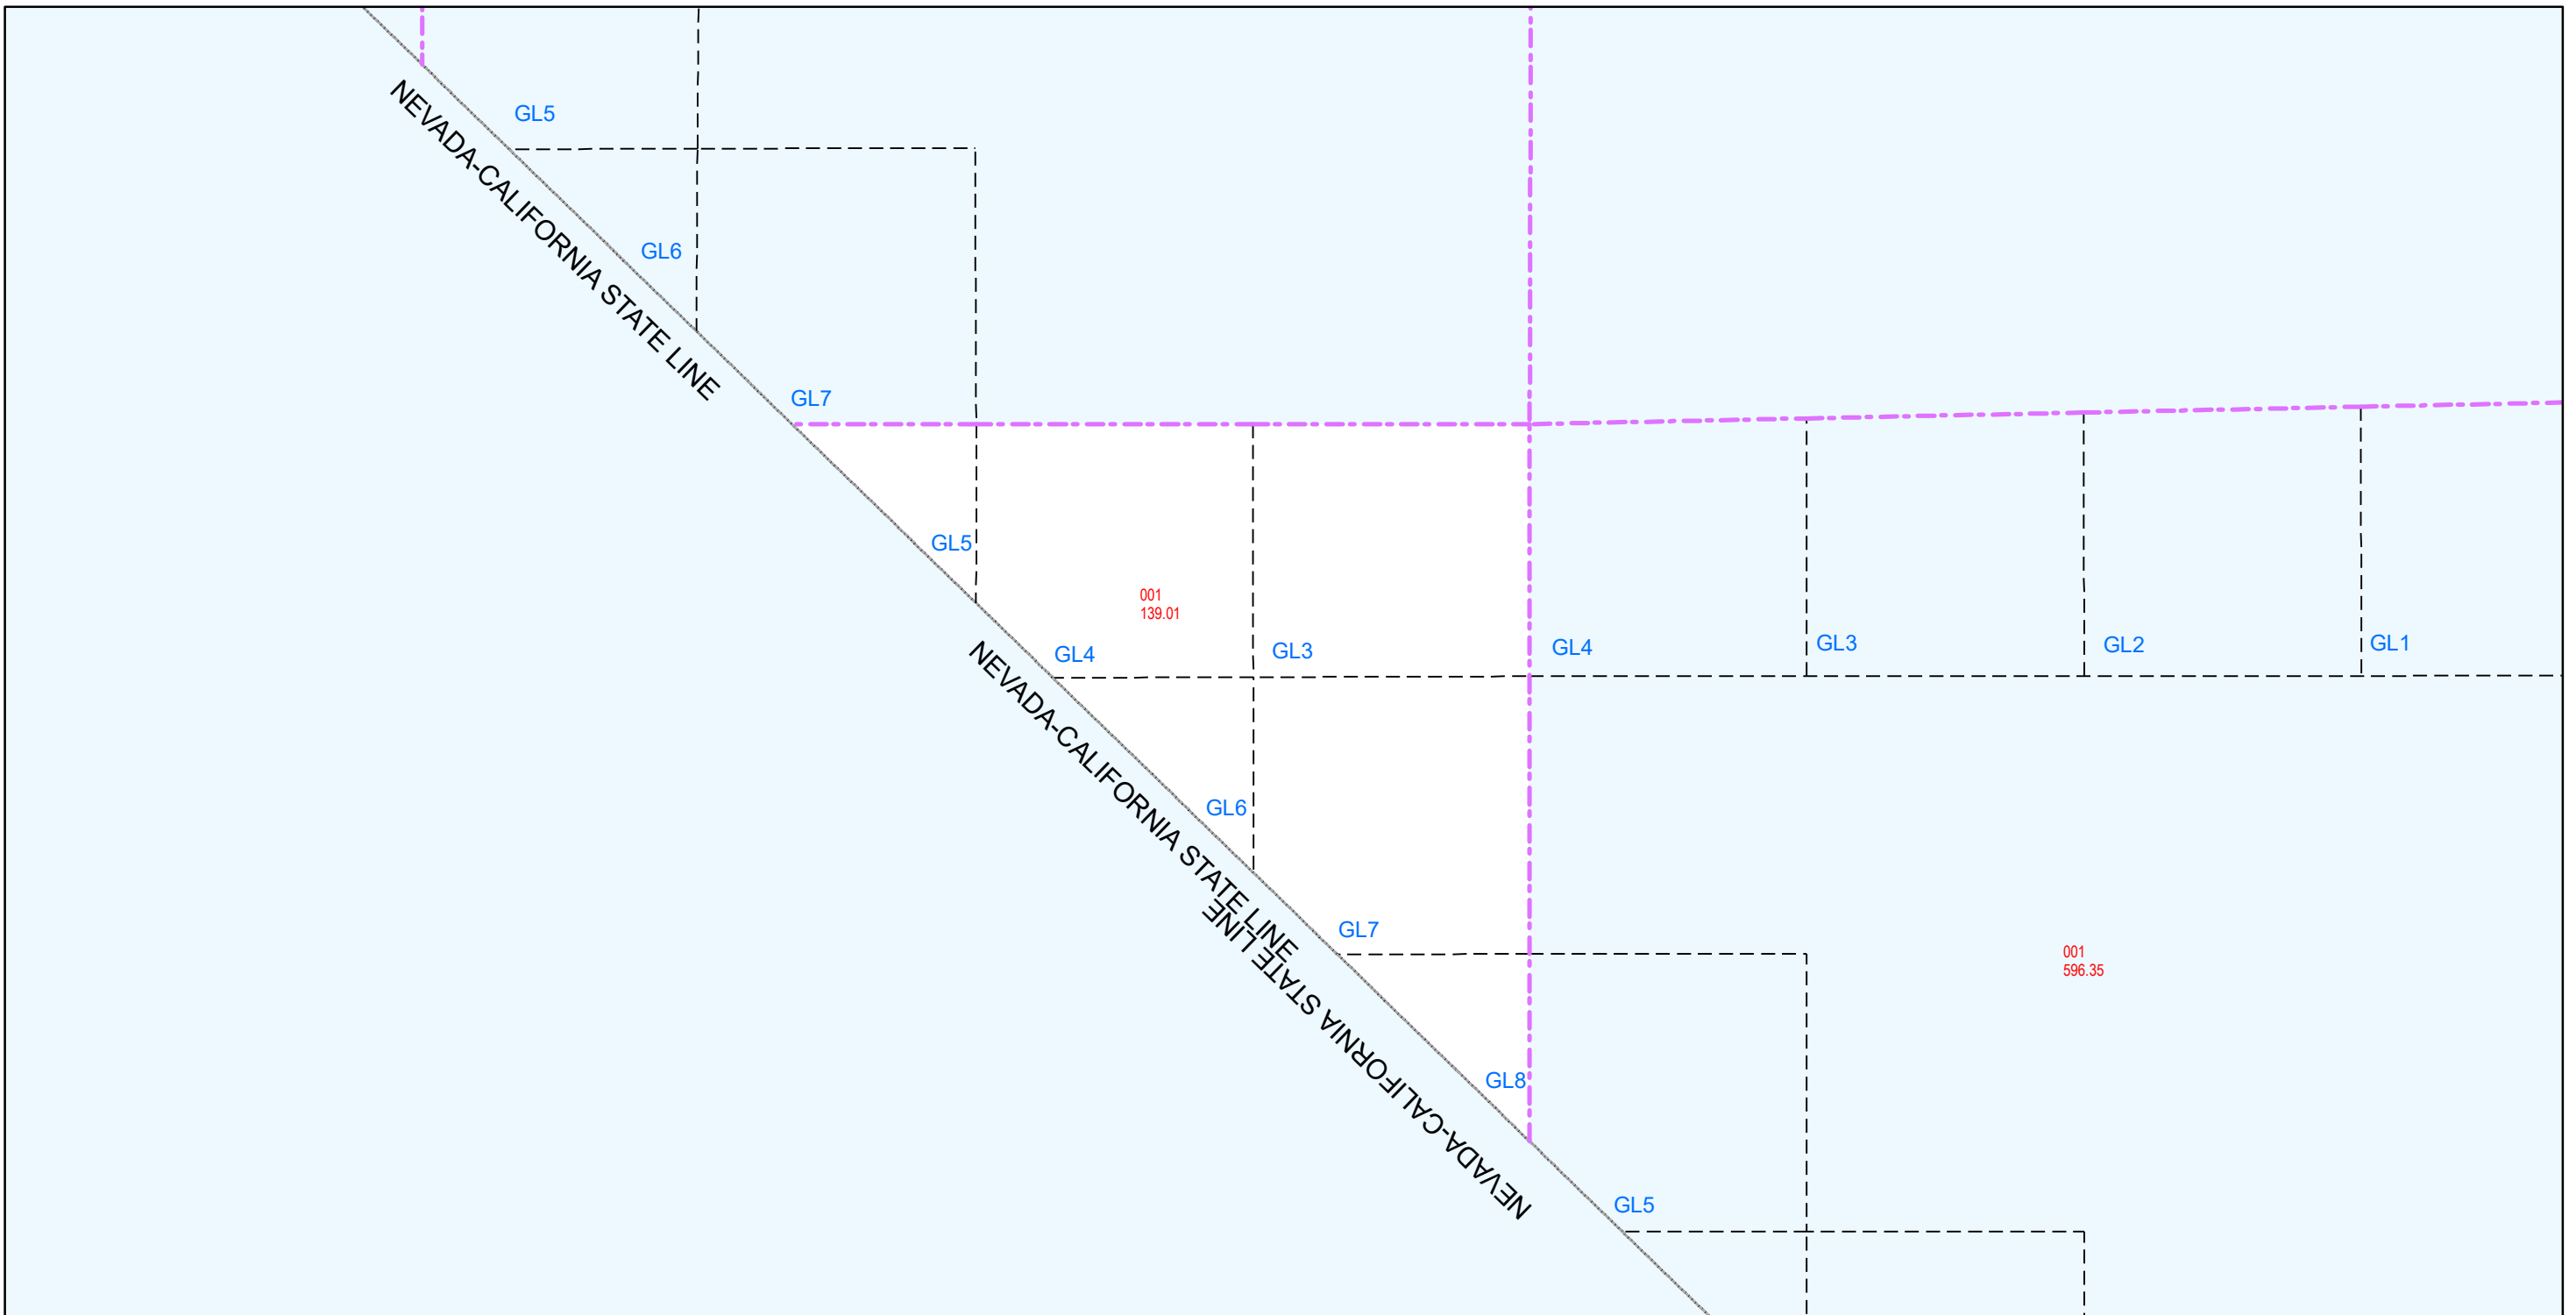 GL5
NEVADA-CALIFORNIA STATE LINE
GL6
GL7
GL5
001
139.01
GL4
GL3
GL4
GL3
GL2
GL1
NEVADA-CALIFORNIA STATE LINE
GL6
NEVADA-CALIFORNIA STATE LINE
GL7
001
596.35
GL8
GL5